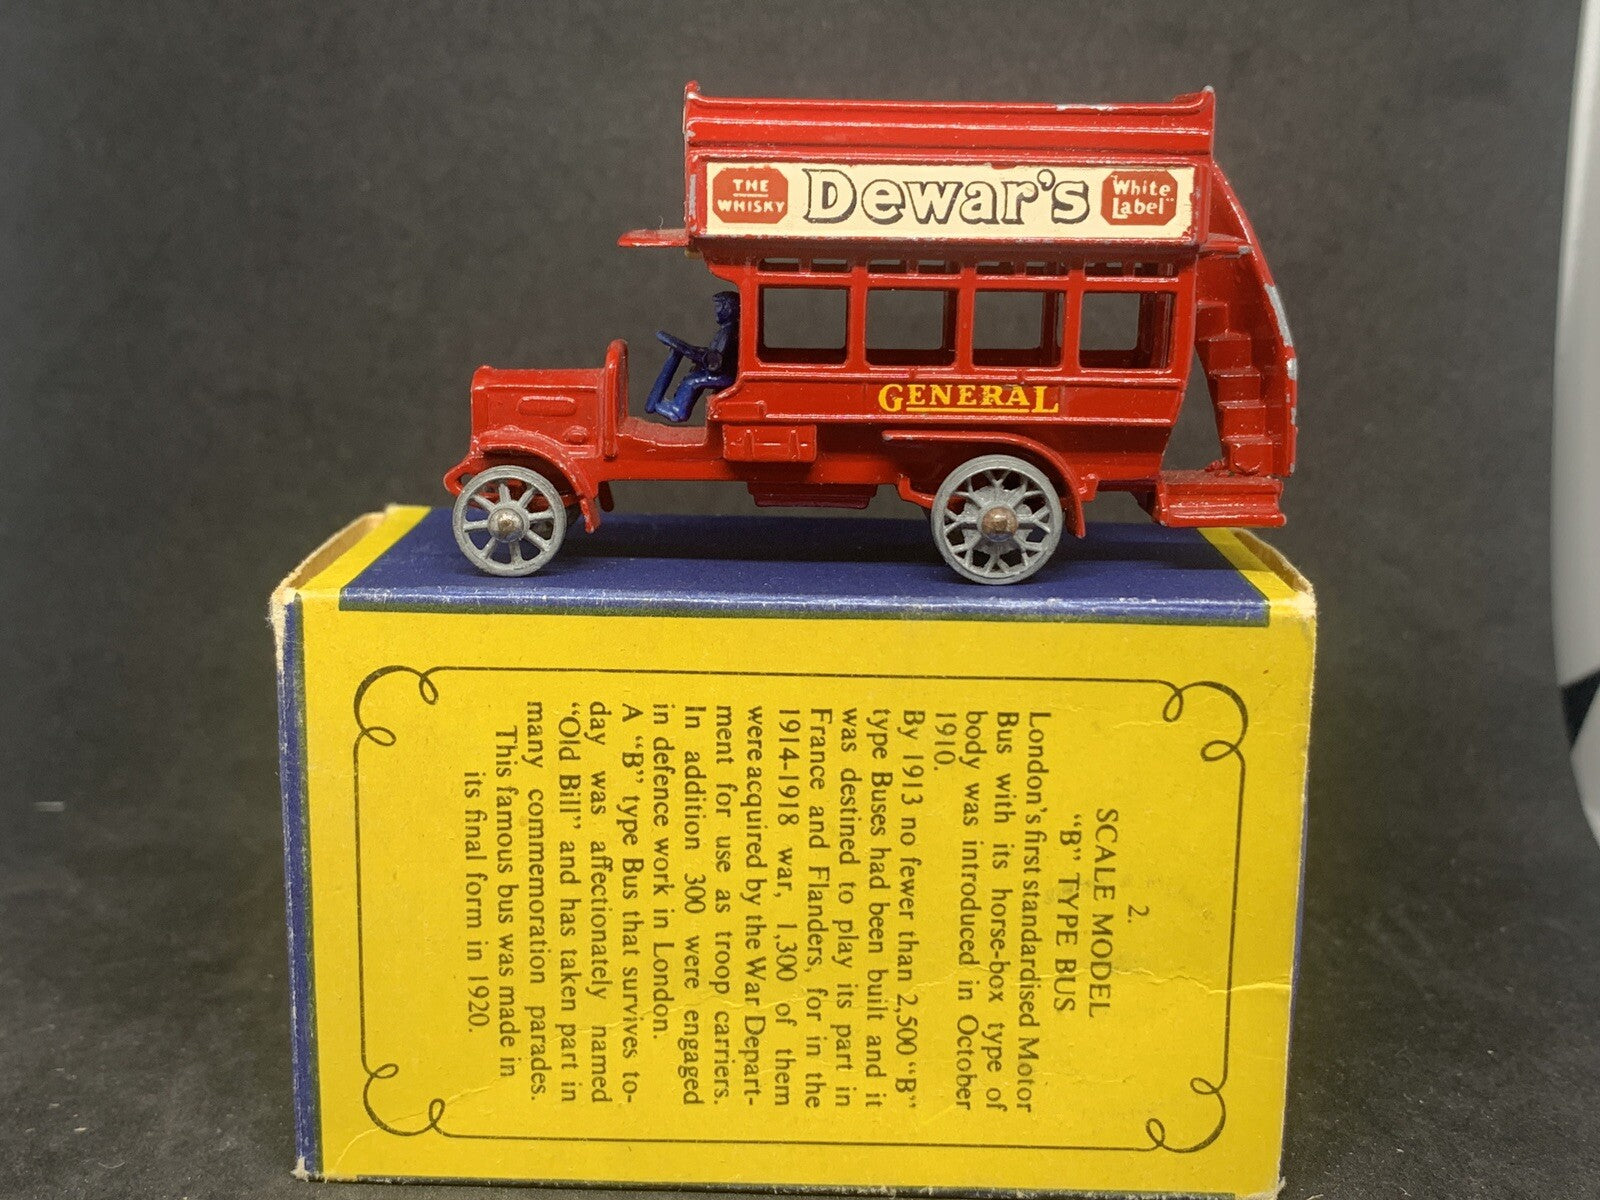 THE
WHISKY
Dewar's
"White
Label"
GENERAL
2.
SCALE MODEL
"B" TYPE BUS
London's first standardised Motor
Bus with its horse-box type of
body was introduced in October
1910.
By 1913 no fewer than 2,500 "B"
type Buses had been built and it
was destined to play its part in
France and Flanders, for in the
1914-1918 war, 1,300 of them
were acquired by the War Depart-
ment for use as troop carriers.
In addition 300 were engaged
in defence work in London.
A "B" type Bus that survives to-
day was affectionately named
"Old Bill" and has taken part in
many commemoration parades.
This famous bus was made in
its final form in 1920.